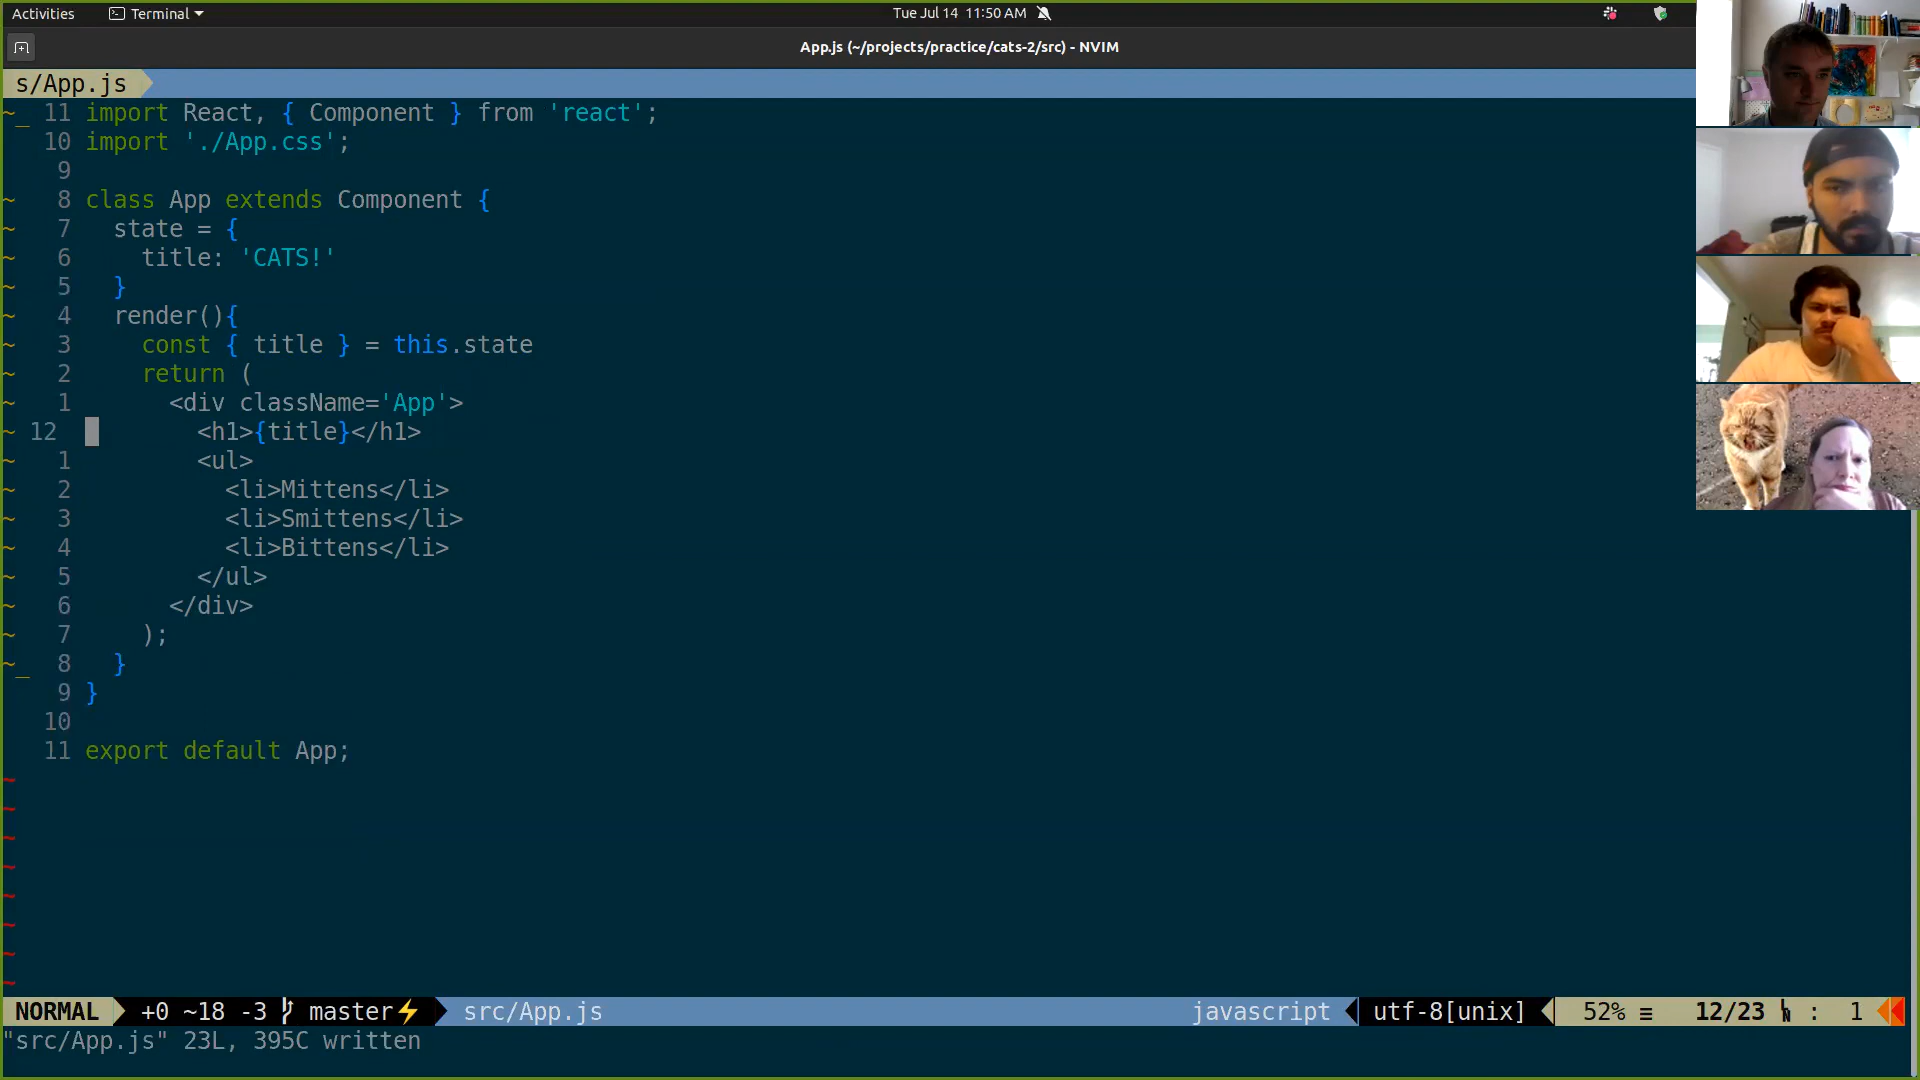 Activities Terminal Tue Jul 14 11:50 AM
App.js (~/projects/practice/cats-2/src) - NVIM
s/App.js
~_ 11 import React, { Component } from 'react';
10 import './App.css';
9
~ 8 class App extends Component {
~ 7   state = {
~ 6     title: 'CATS!'
~ 5   }
~ 4   render(){
~ 3     const { title } = this.state
~ 2     return (
~ 1       <div className='App'>
~ 12         <h1>{title}</h1>
~ 1         <ul>
~ 2           <li>Mittens</li>
~ 3           <li>Smittens</li>
~ 4           <li>Bittens</li>
~ 5         </ul>
~ 6       </div>
~ 7     );
~_ 8   }
9 }
10
11 export default App;
~
~
~
~
~
~
~
~
NORMAL +0 ~18 -3 master⚡ src/App.js javascript utf-8[unix] 52% ≡ 12/23 : 1
"src/App.js" 23L, 395C written